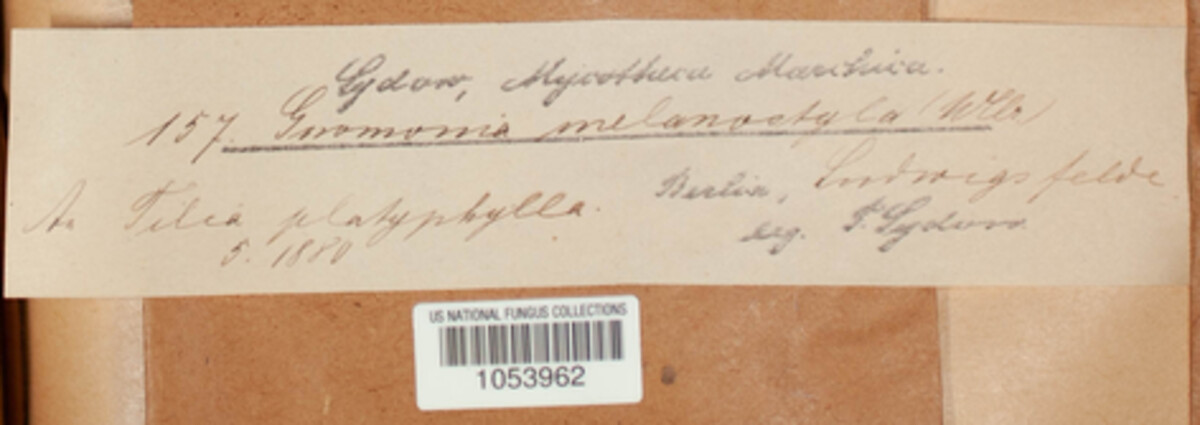 Sydow, Mycotheca Marchica.
157. Gnomonia melanostyla (Wllr)
An Tilia platyphylla. Berlin, Ludwigsfelde
5. 1880 leg. P. Sydow
US NATIONAL FUNGUS COLLECTIONS
1053962